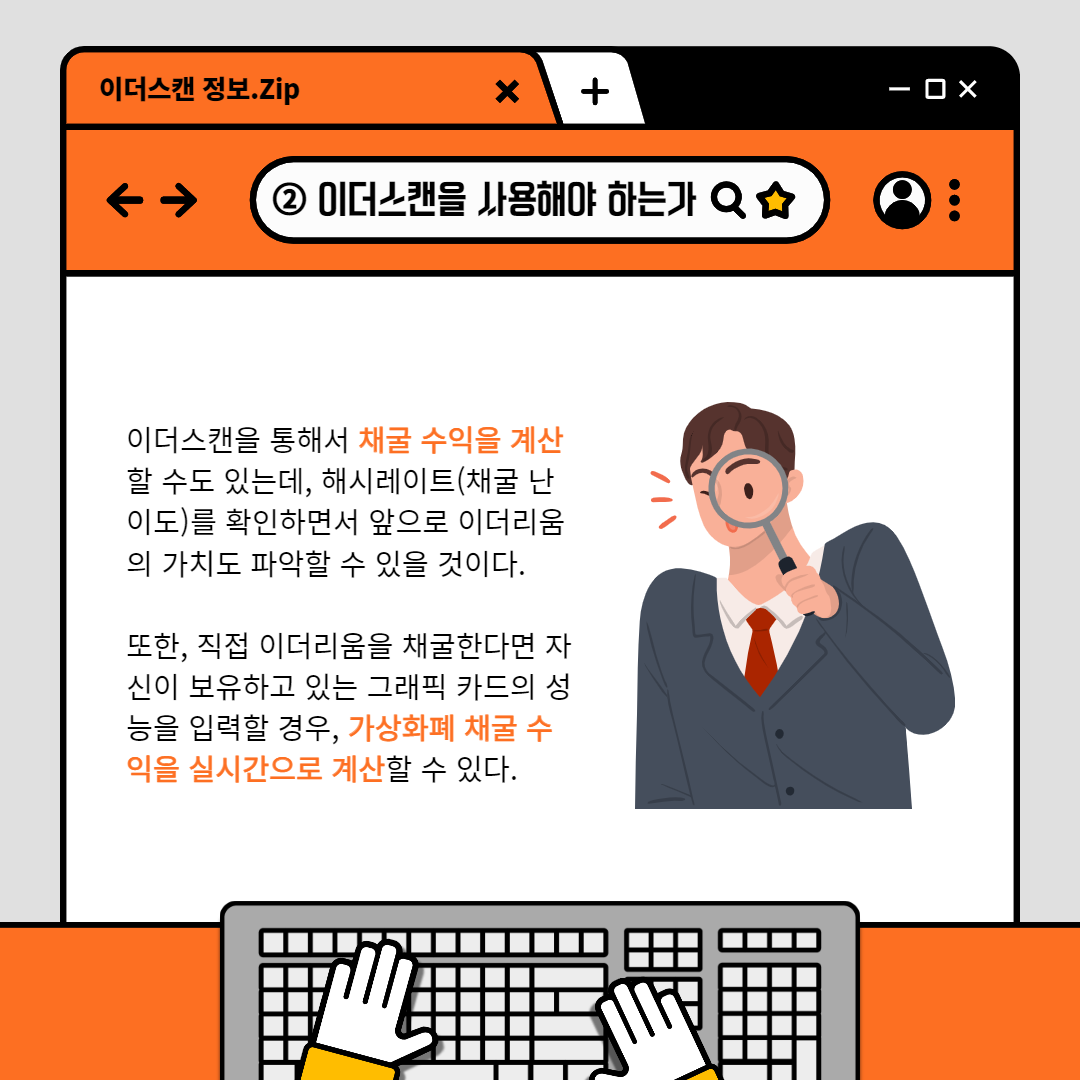 이더스캔 정보.Zip
② 이더스캔을 사용해야 하는가
이더스캔을 통해서 채굴 수익을 계산
할 수도 있는데, 해시레이트(채굴 난
이도)를 확인하면서 앞으로 이더리움
의 가치도 파악할 수 있을 것이다.
또한, 직접 이더리움을 채굴한다면 자
신이 보유하고 있는 그래픽 카드의 성
능을 입력할 경우, 가상화폐 채굴 수
익을 실시간으로 계산할 수 있다.